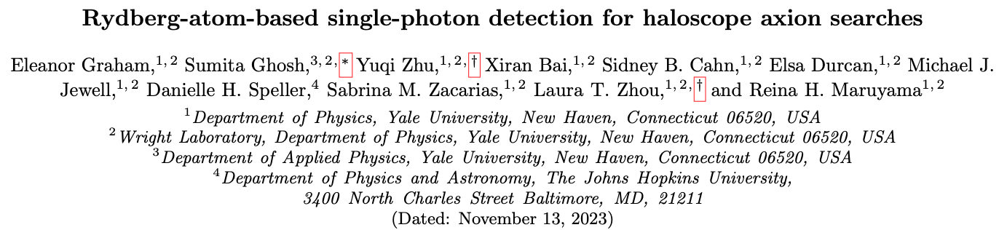 Rydberg-atom-based single-photon detection for haloscope axion searches
Eleanor Graham,1, 2 Sumita Ghosh,3, 2, * Yuqi Zhu,1, 2, † Xiran Bai,1, 2 Sidney B. Cahn,1, 2 Elsa Durcan,1, 2 Michael J.
Jewell,1, 2 Danielle H. Speller,4 Sabrina M. Zacarias,1, 2 Laura T. Zhou,1, 2, † and Reina H. Maruyama1, 2
1Department of Physics, Yale University, New Haven, Connecticut 06520, USA
2Wright Laboratory, Department of Physics, Yale University, New Haven, Connecticut 06520, USA
3Department of Applied Physics, Yale University, New Haven, Connecticut 06520, USA
4Department of Physics and Astronomy, The Johns Hopkins University,
3400 North Charles Street Baltimore, MD, 21211
(Dated: November 13, 2023)